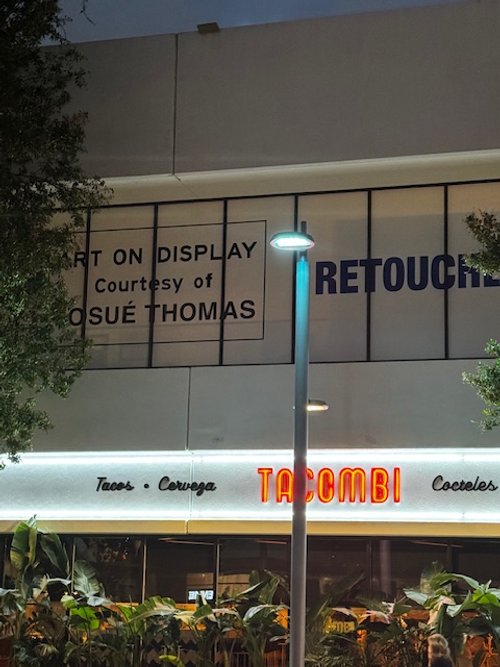 ART ON DISPLAY
Courtesy of
OSUÉ THOMAS
RETOUCHE
Tacos • Cerveza
TACOMBI
Cocteles